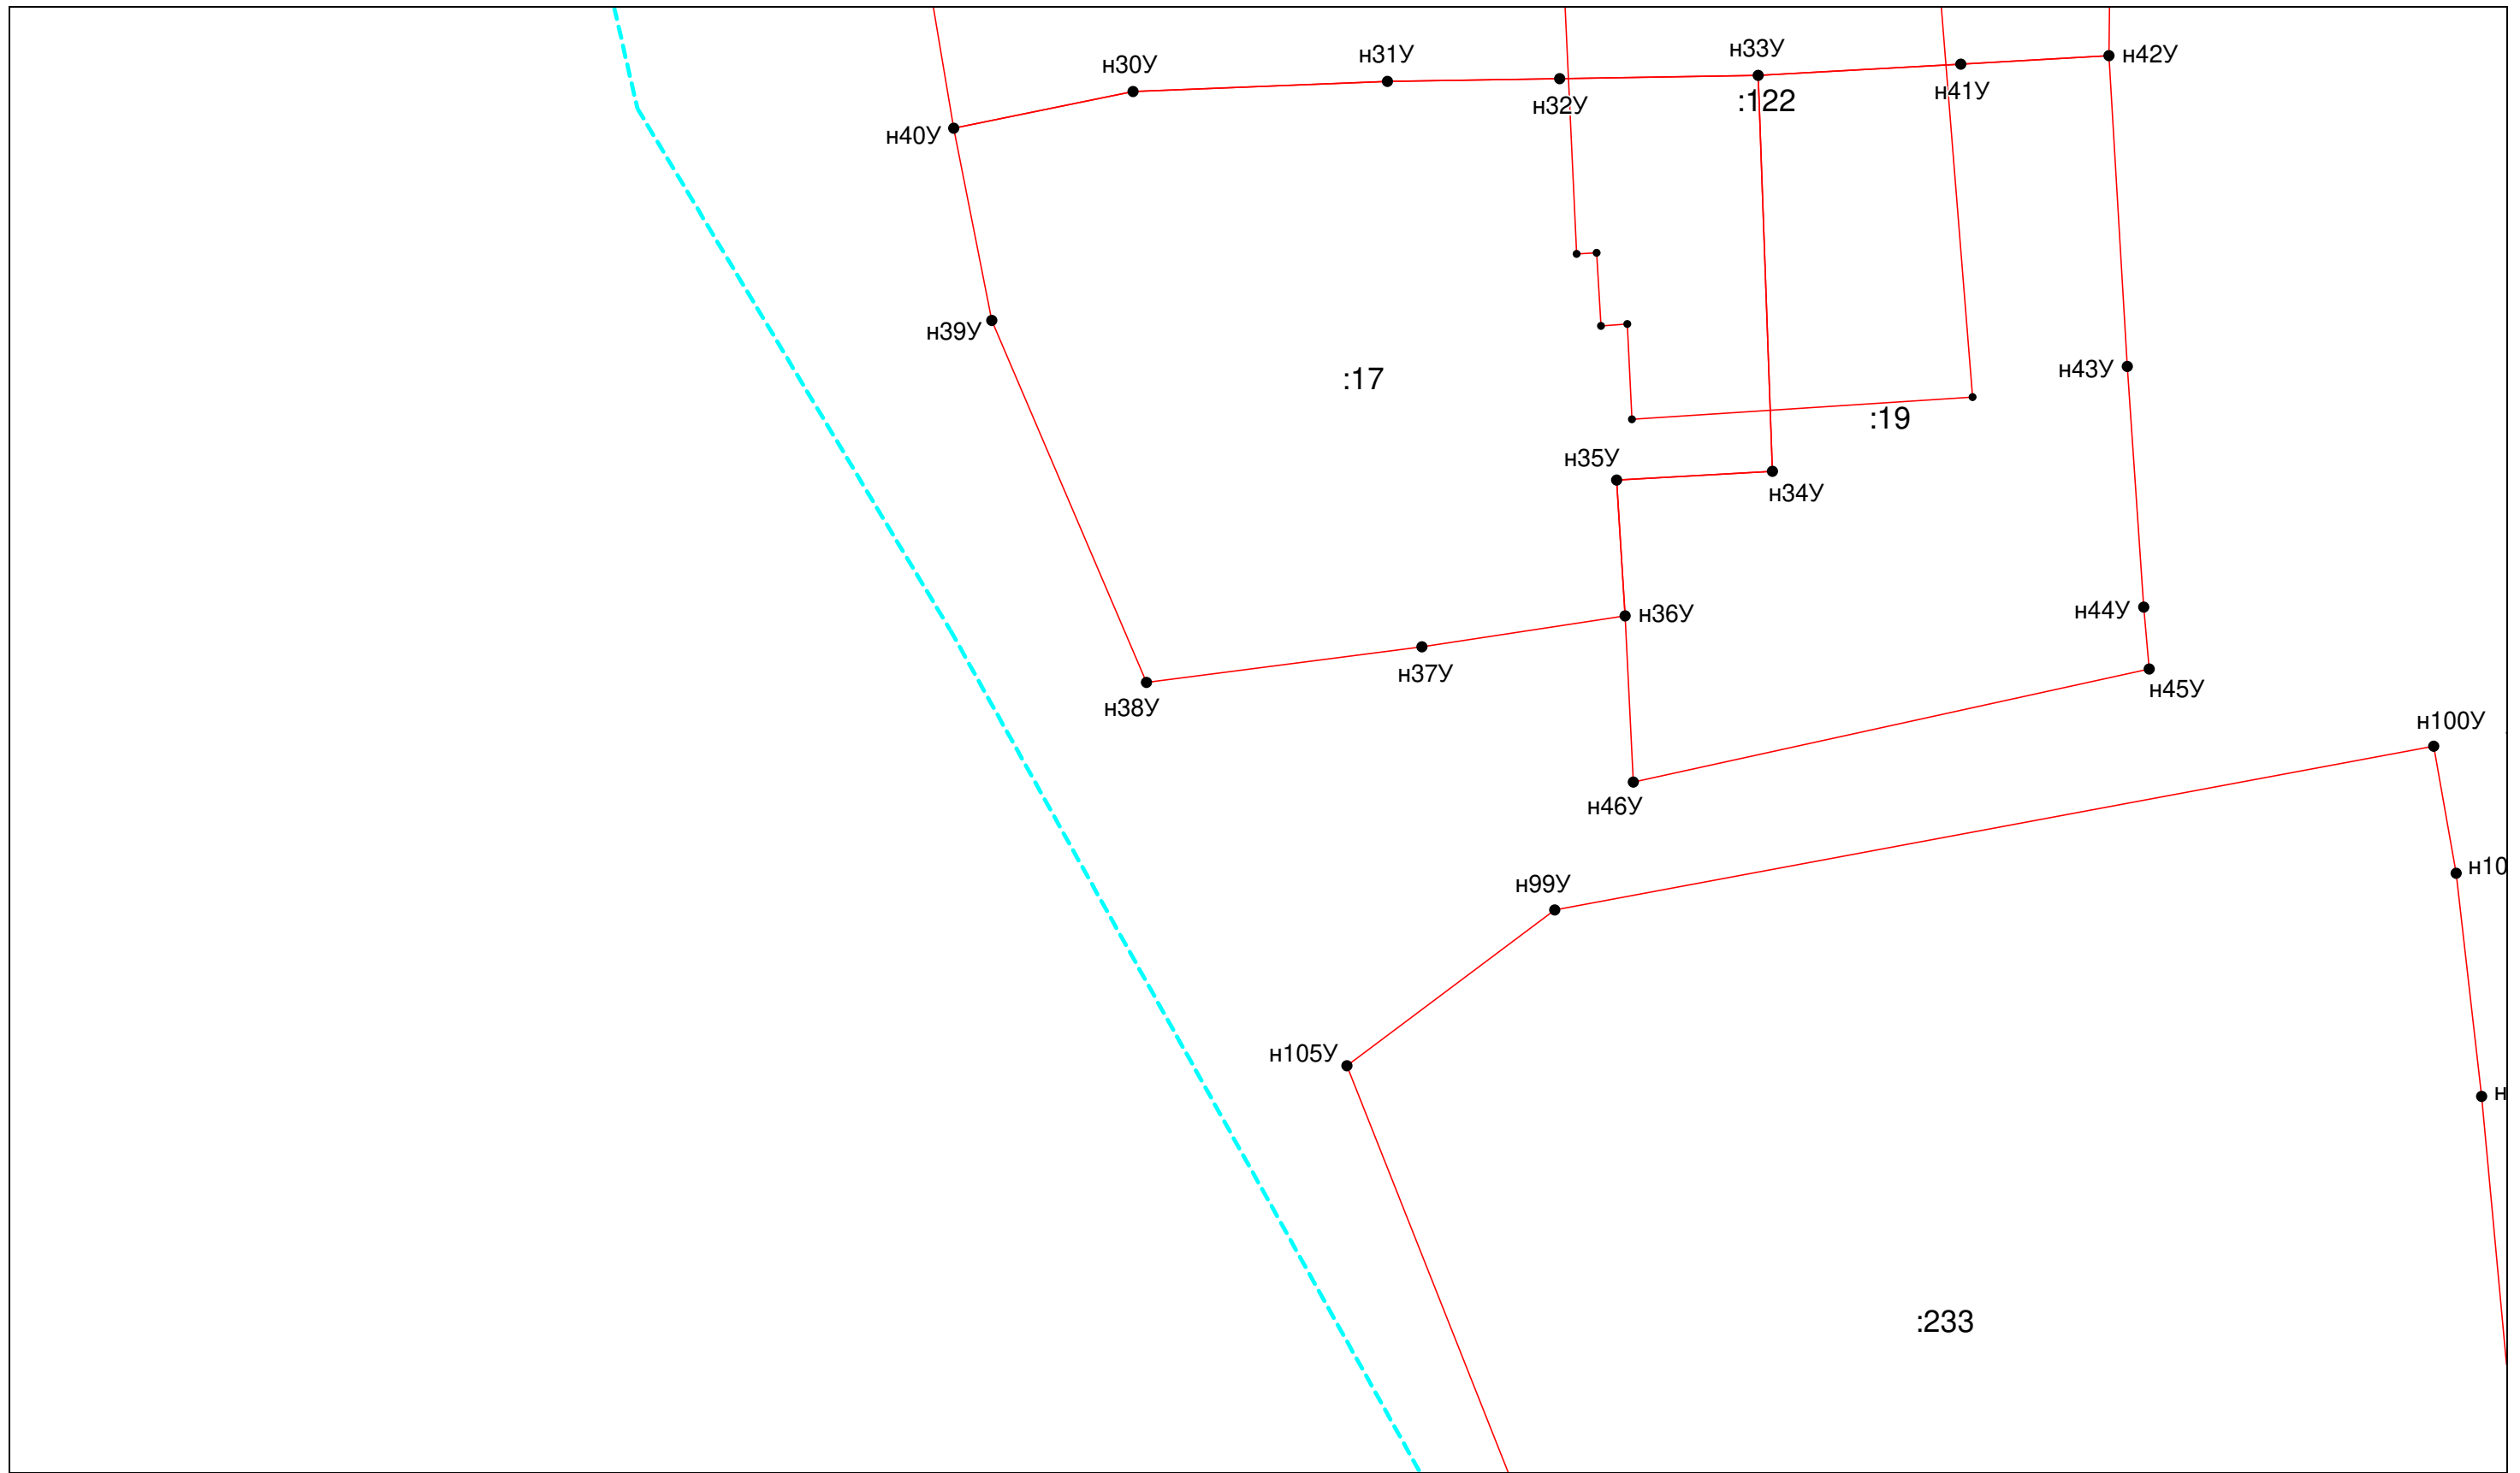 н33У
н31У
н42У
н30У
н41У
:122
н32У
н40У
н39У
н43У
:17
:19
н35У
н34У
н44У
н36У
н37У
н45У
н38У
н100У
н46У
н10
н99У
н105У
н
:233